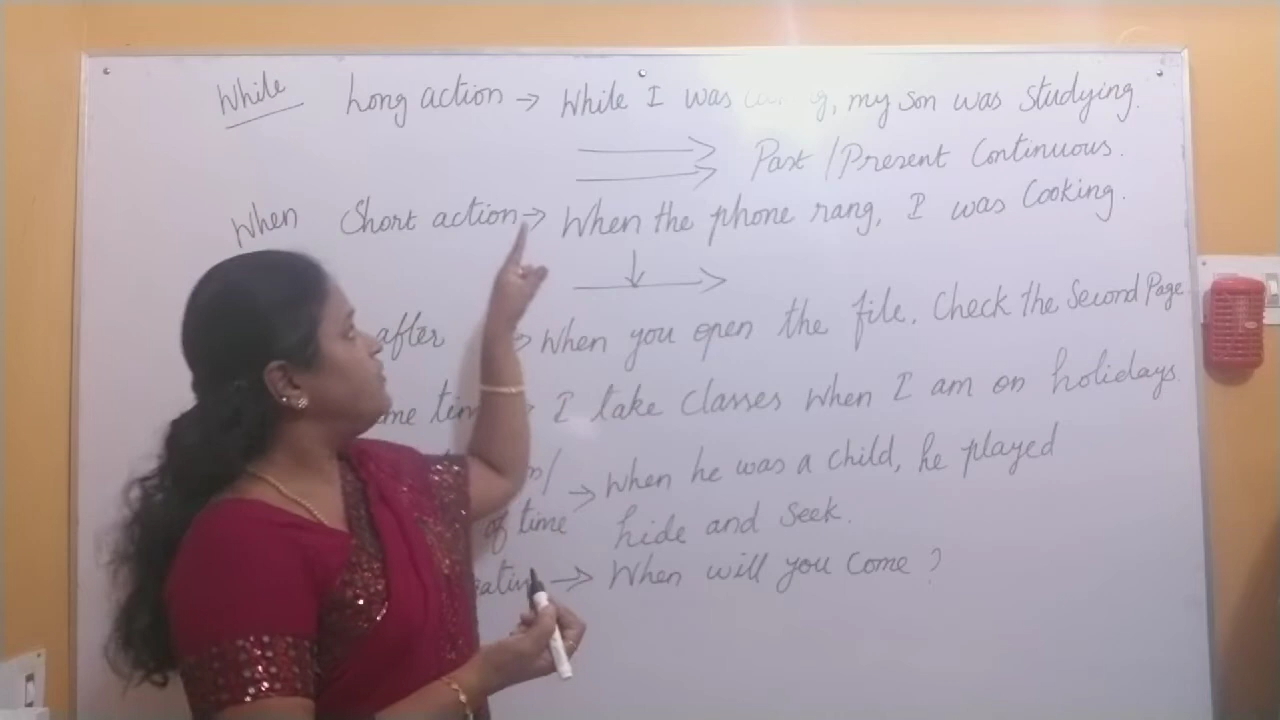 While Long action → While I was , my son was studying.
Past / Present Continuous.
When Short action → When the phone rang, I was Cooking.
after → When you open the file, Check the Second Page
time → I take Classes when I am on holidays.
→ When he was a child, he played
of time hide and seek.
→ When will you come ?